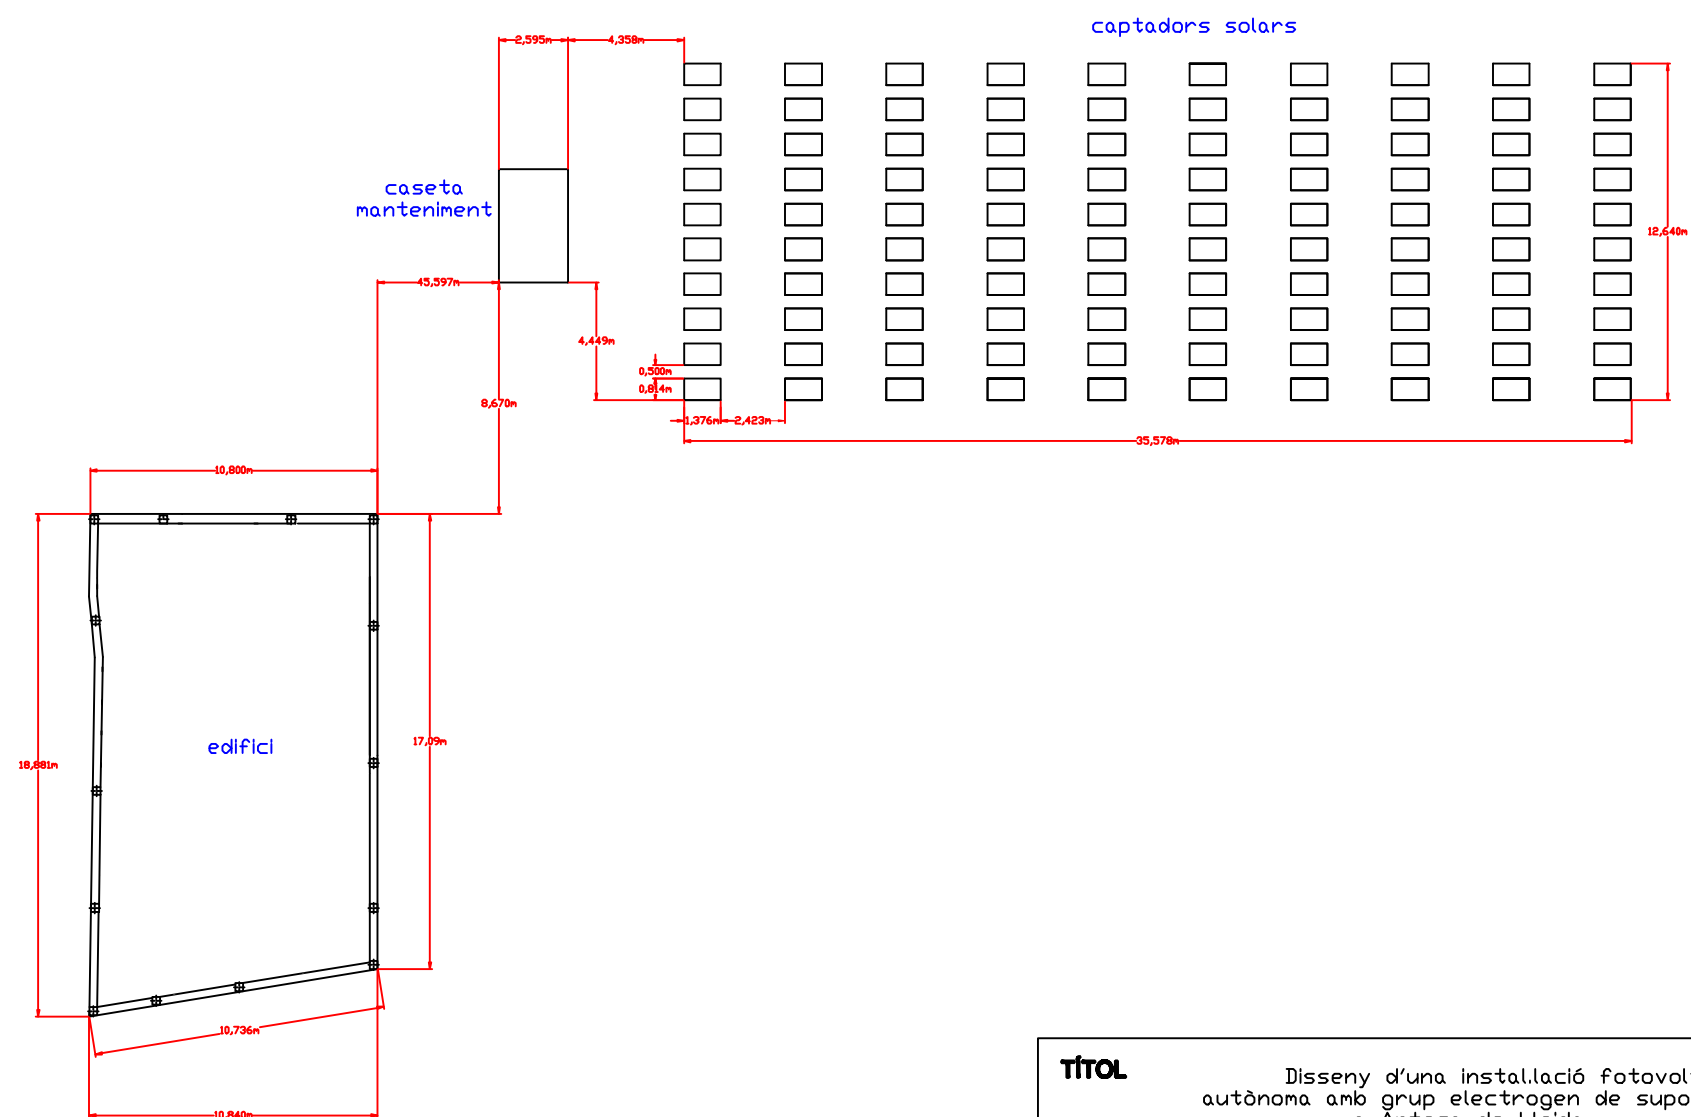 captadors solars
2,595m
4,358m
caseta
manteniment
12,640m
45,597m
4,449m
0,500m
0,814m
8,670m
1,376m
2,423m
35,578m
10,800m
17,09m
edifici
18,881m
10,736m
10,840m
TÍTOL
Disseny d'una instal.lació
autònoma amb grup electrogen de